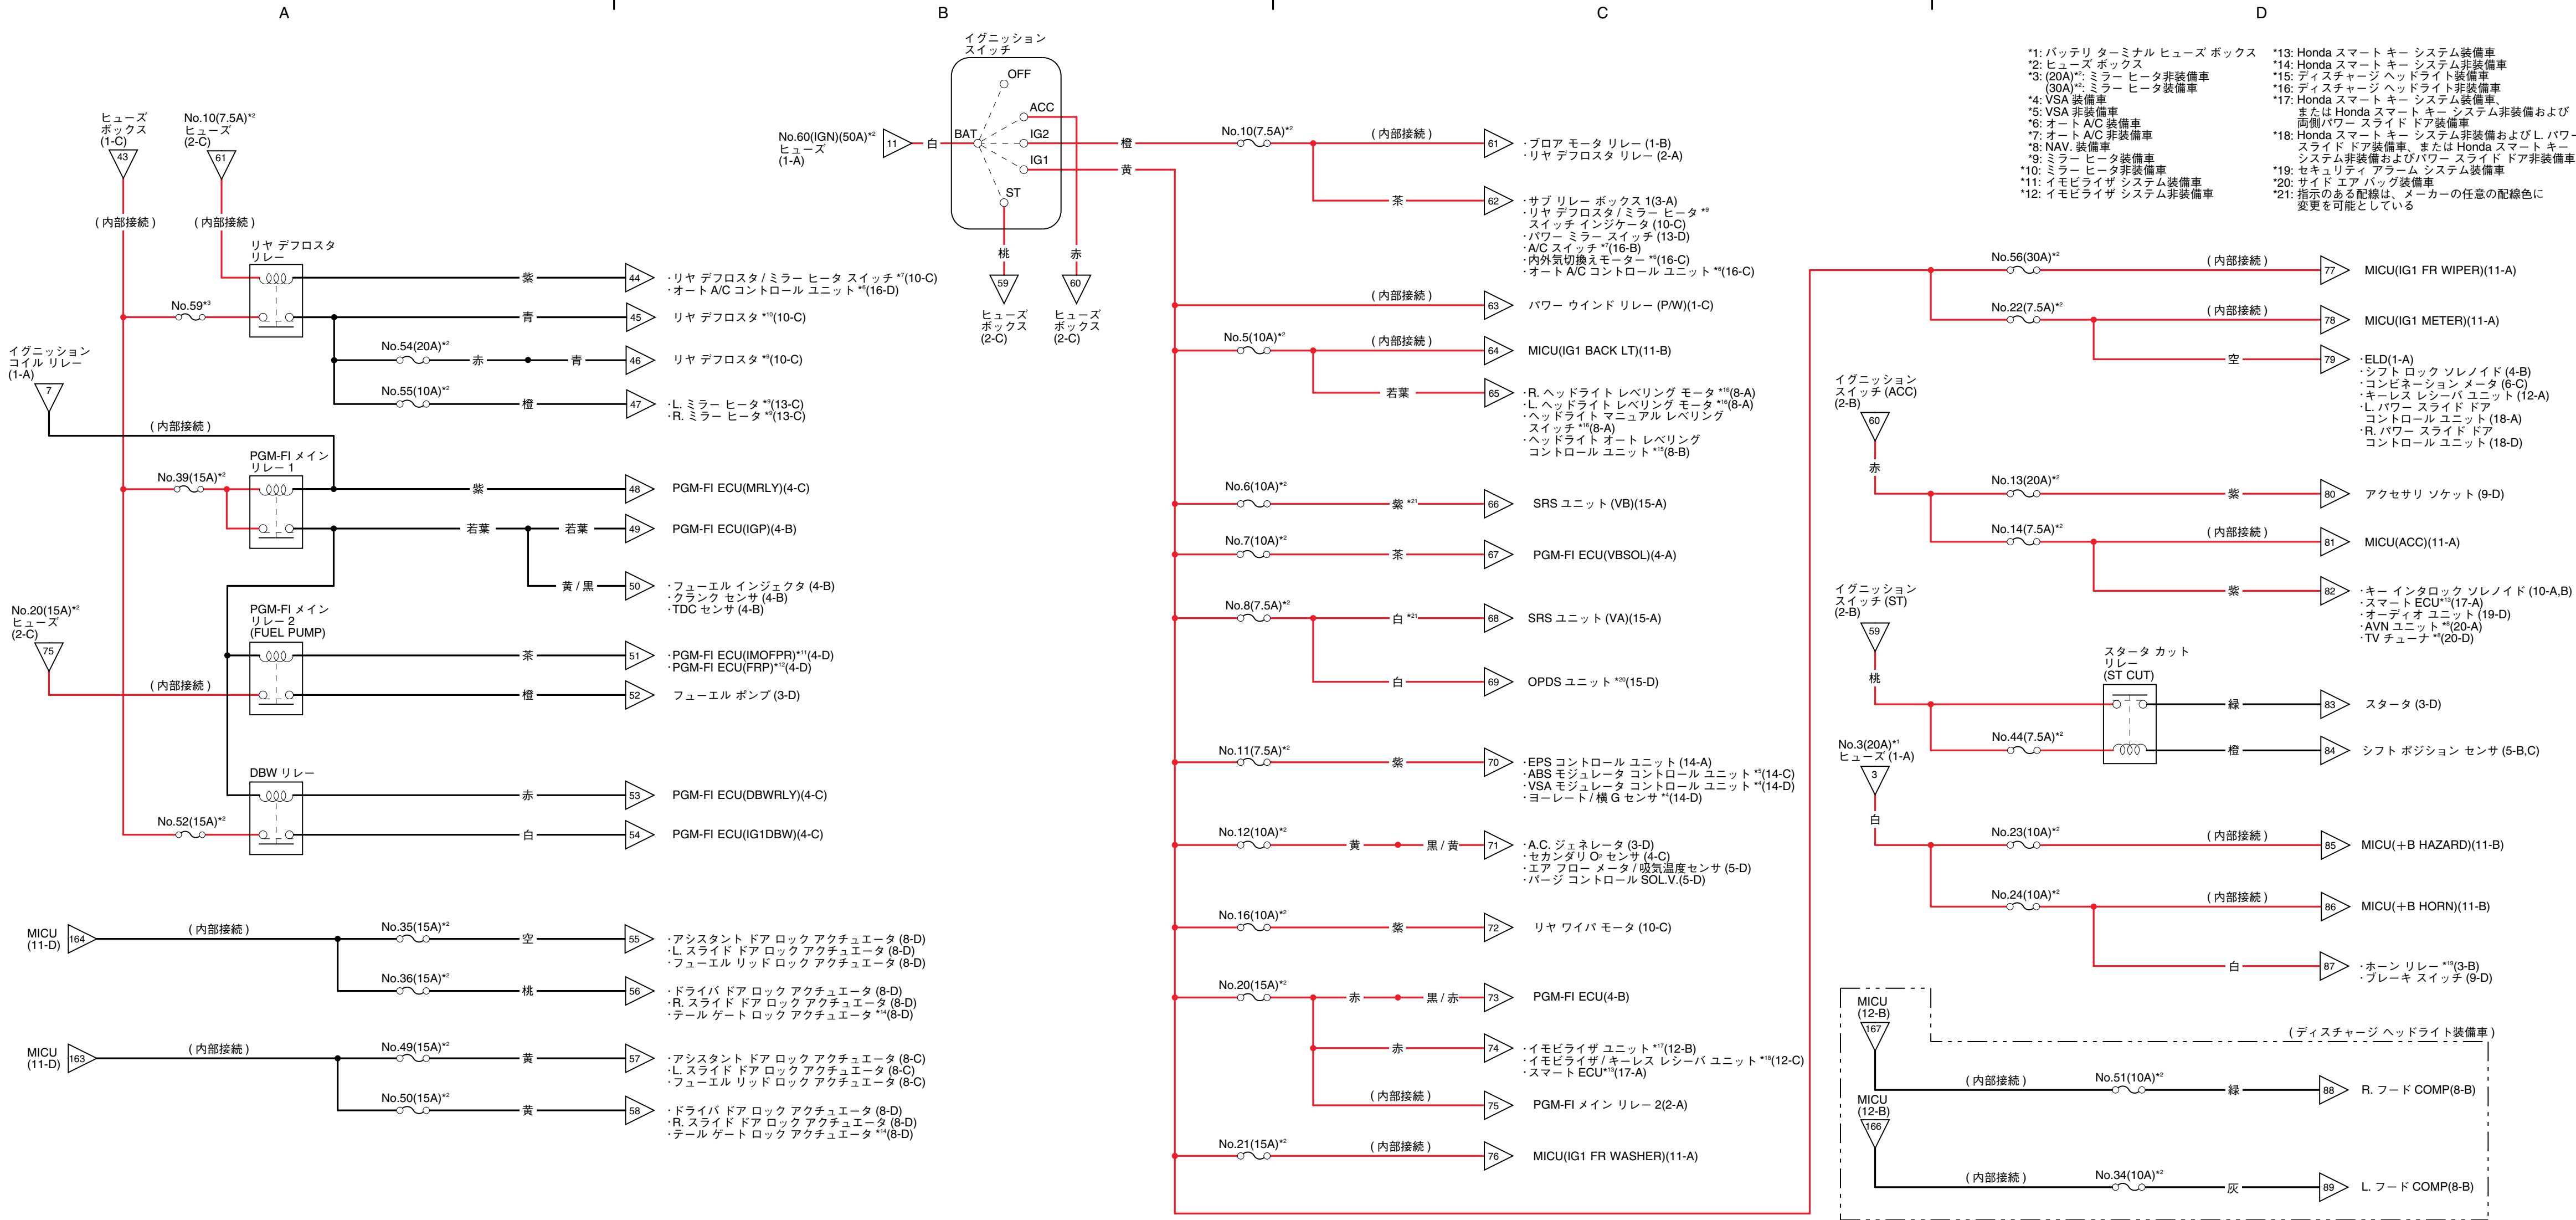 A
B
C
D
イグニッション
スイッチ
OFF
ACC
BAT
IG2
IG1
ST
No.60(IGN)(50A)*2
ヒューズ
(1-A)
11
白
橙
黄
桃
赤
59
60
ヒューズ
ボックス
(2-C)
ヒューズ
ボックス
(2-C)
*1: バッテリ ターミナル ヒューズ ボックス
*2: ヒューズ ボックス
*3: (20A)*2: ミラー ヒータ非装備車
(30A)*2: ミラー ヒータ装備車
*4: VSA 装備車
*5: VSA 非装備車
*6: オート A/C 装備車
*7: オート A/C 非装備車
*8: NAV. 装備車
*9: ミラー ヒータ装備車
*10: ミラー ヒータ非装備車
*11: イモビライザ システム装備車
*12: イモビライザ システム非装備車
*13: Honda スマート キー システム装備車
*14: Honda スマート キー システム非装備車
*15: ディスチャージ ヘッドライト装備車
*16: ディスチャージ ヘッドライト非装備車
*17: Honda スマート キー システム装備車、
または Honda スマート キー システム非装備および
両側パワー スライド ドア装備車
*18: Honda スマート キー システム非装備および L. パワー
スライド ドア装備車、または Honda スマート キー
システム非装備およびパワー スライド ドア非装備車
*19: セキュリティ アラーム システム装備車
*20: サイド エア バッグ装備車
*21: 指示のある配線は、メーカーの任意の配線色に
変更を可能としている
ヒューズ
ボックス
(1-C)
43
(内部接続)
No.10(7.5A)*2
ヒューズ
(2-C)
61
(内部接続)
リヤ デフロスタ
リレー
紫
44
・リヤ デフロスタ / ミラー ヒータ スイッチ *7(10-C)
・オート A/C コントロール ユニット *6(16-D)
No.59*3
青
45
リヤ デフロスタ *10(10-C)
No.54(20A)*2
赤
青
46
リヤ デフロスタ *9(10-C)
No.55(10A)*2
橙
47
・L. ミラー ヒータ *9(13-C)
・R. ミラー ヒータ *9(13-C)
イグニッション
コイル リレー
(1-A)
7
(内部接続)
PGM-FI メイン
リレー 1
No.39(15A)*2
紫
48
PGM-FI ECU(MRLY)(4-C)
若葉
若葉
49
PGM-FI ECU(IGP)(4-B)
黄 / 黒
50
・フューエル インジェクタ (4-B)
・クランク センサ (4-B)
・TDC センサ (4-B)
No.20(15A)*2
ヒューズ
(2-C)
75
(内部接続)
PGM-FI メイン
リレー 2
(FUEL PUMP)
茶
51
・PGM-FI ECU(IMOFPR)*11(4-D)
・PGM-FI ECU(FRP)*12(4-D)
橙
52
フューエル ポンプ (3-D)
DBW リレー
赤
53
PGM-FI ECU(DBWRLY)(4-C)
No.52(15A)*2
白
54
PGM-FI ECU(IG1DBW)(4-C)
MICU
(11-D)
164
(内部接続)
No.35(15A)*2
空
55
・アシスタント ドア ロック アクチュエータ (8-D)
・L. スライド ドア ロック アクチュエータ (8-D)
・フューエル リッド ロック アクチュエータ (8-D)
No.36(15A)*2
桃
56
・ドライバ ドア ロック アクチュエータ (8-D)
・R. スライド ドア ロック アクチュエータ (8-D)
・テール ゲート ロック アクチュエータ *14(8-D)
MICU
(11-D)
163
(内部接続)
No.49(15A)*2
黄
57
・アシスタント ドア ロック アクチュエータ (8-C)
・L. スライド ドア ロック アクチュエータ (8-C)
・フューエル リッド ロック アクチュエータ (8-C)
No.50(15A)*2
黄
58
・ドライバ ドア ロック アクチュエータ (8-D)
・R. スライド ドア ロック アクチュエータ (8-D)
・テール ゲート ロック アクチュエータ *14(8-D)
No.10(7.5A)*2
(内部接続)
61
・ブロア モータ リレー (1-B)
・リヤ デフロスタ リレー (2-A)
茶
62
・サブ リレー ボックス 1(3-A)
・リヤ デフロスタ / ミラー ヒータ *9
スイッチ インジケータ (10-C)
・パワー ミラー スイッチ (13-D)
・A/C スイッチ *7(16-B)
・内外気切換えモーター *6(16-C)
・オート A/C コントロール ユニット *6(16-C)
(内部接続)
63
パワー ウインド リレー (P/W)(1-C)
No.5(10A)*2
(内部接続)
64
MICU(IG1 BACK LT)(11-B)
若葉
65
・R. ヘッドライト レベリング モータ *16(8-A)
・L. ヘッドライト レベリング モータ *16(8-A)
・ヘッドライト マニュアル レベリング
スイッチ *16(8-A)
・ヘッドライト オート レベリング
コントロール ユニット *15(8-B)
No.6(10A)*2
紫 *21
66
SRS ユニット (VB)(15-A)
No.7(10A)*2
茶
67
PGM-FI ECU(VBSOL)(4-A)
No.8(7.5A)*2
白 *21
68
SRS ユニット (VA)(15-A)
白
69
OPDS ユニット *20(15-D)
No.11(7.5A)*2
紫
70
・EPS コントロール ユニット (14-A)
・ABS モジュレータ コントロール ユニット *5(14-C)
・VSA モジュレータ コントロール ユニット *4(14-D)
・ヨーレート / 横 G センサ *4(14-D)
No.12(10A)*2
黄
黒 / 黄
71
・A.C. ジェネレータ (3-D)
・セカンダリ O2 センサ (4-C)
・エア フロー メータ / 吸気温度センサ (5-D)
・パージ コントロール SOL.V.(5-D)
No.16(10A)*2
紫
72
リヤ ワイパ モータ (10-C)
No.20(15A)*2
赤
黒 / 赤
73
PGM-FI ECU(4-B)
赤
74
・イモビライザ ユニット *17(12-B)
・イモビライザ / キーレス レシーバ ユニット *18(12-C)
・スマート ECU*13(17-A)
(内部接続)
75
PGM-FI メイン リレー 2(2-A)
No.21(15A)*2
(内部接続)
76
MICU(IG1 FR WASHER)(11-A)
No.56(30A)*2
(内部接続)
77
MICU(IG1 FR WIPER)(11-A)
No.22(7.5A)*2
(内部接続)
78
MICU(IG1 METER)(11-A)
空
79
・ELD(1-A)
・シフト ロック ソレノイド (4-B)
・コンビネーション メータ (6-C)
・キーレス レシーバ ユニット (12-A)
・L. パワー スライド ドア
コントロール ユニット (18-A)
・R. パワー スライド ドア
コントロール ユニット (18-D)
イグニッション
スイッチ (ACC)
(2-B)
60
赤
No.13(20A)*2
紫
80
アクセサリ ソケット (9-D)
No.14(7.5A)*2
(内部接続)
81
MICU(ACC)(11-A)
紫
82
・キー インタロック ソレノイド (10-A,B)
・スマート ECU*13(17-A)
・オーディオ ユニット (19-D)
・AVN ユニット *8(20-A)
・TV チューナ *8(20-D)
イグニッション
スイッチ (ST)
(2-B)
59
桃
スタータ カット
リレー
(ST CUT)
緑
83
スタータ (3-D)
No.44(7.5A)*2
橙
84
シフト ポジション センサ (5-B,C)
No.3(20A)*1
ヒューズ (1-A)
3
白
No.23(10A)*2
(内部接続)
85
MICU(＋B HAZARD)(11-B)
No.24(10A)*2
(内部接続)
86
MICU(＋B HORN)(11-B)
白
87
・ホーン リレー *19(3-B)
・ブレーキ スイッチ (9-D)
(ディスチャージ ヘッドライト装備車)
MICU
(12-B)
167
(内部接続)
No.51(10A)*2
緑
88
R. フード COMP(8-B)
MICU
(12-B)
166
(内部接続)
No.34(10A)*2
灰
89
L. フード COMP(8-B)